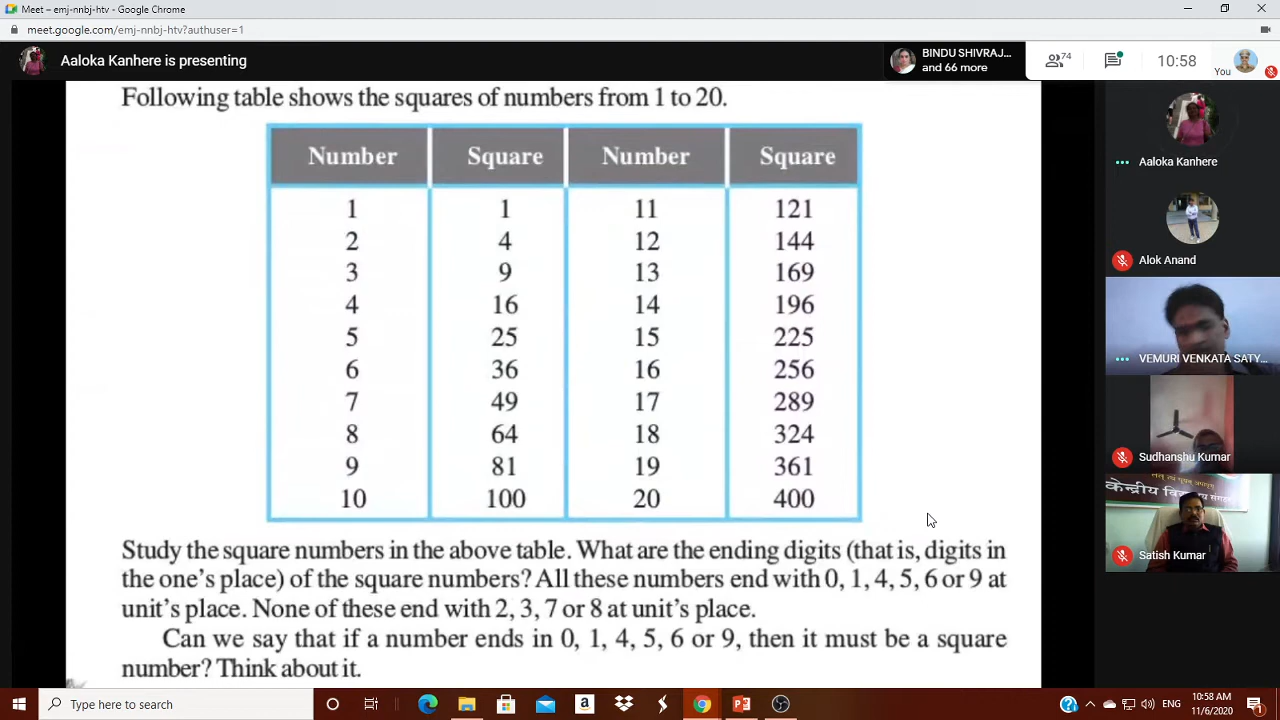 Meet – emj-nnbj-htv - Google Chrome
meet.google.com/emj-nnbj-htv?authuser=1
Aaloka Kanhere is presenting
BINDU SHIVRAJ...
and 66 more
74
10:58
You
Following table shows the squares of numbers from 1 to 20.
Number Square Number Square
1 1 11 121
2 4 12 144
3 9 13 169
4 16 14 196
5 25 15 225
6 36 16 256
7 49 17 289
8 64 18 324
9 81 19 361
10 100 20 400
Study the square numbers in the above table. What are the ending digits (that is, digits in
the one's place) of the square numbers? All these numbers end with 0, 1, 4, 5, 6 or 9 at
unit's place. None of these end with 2, 3, 7 or 8 at unit's place.
Can we say that if a number ends in 0, 1, 4, 5, 6 or 9, then it must be a square
number? Think about it.
Aaloka Kanhere
Alok Anand
VEMURI VENKATA SATY...
Sudhanshu Kumar
केन्द्रीय विद्यालय
Satish Kumar
Type here to search
a
ENG
10:58 AM
11/6/2020
1